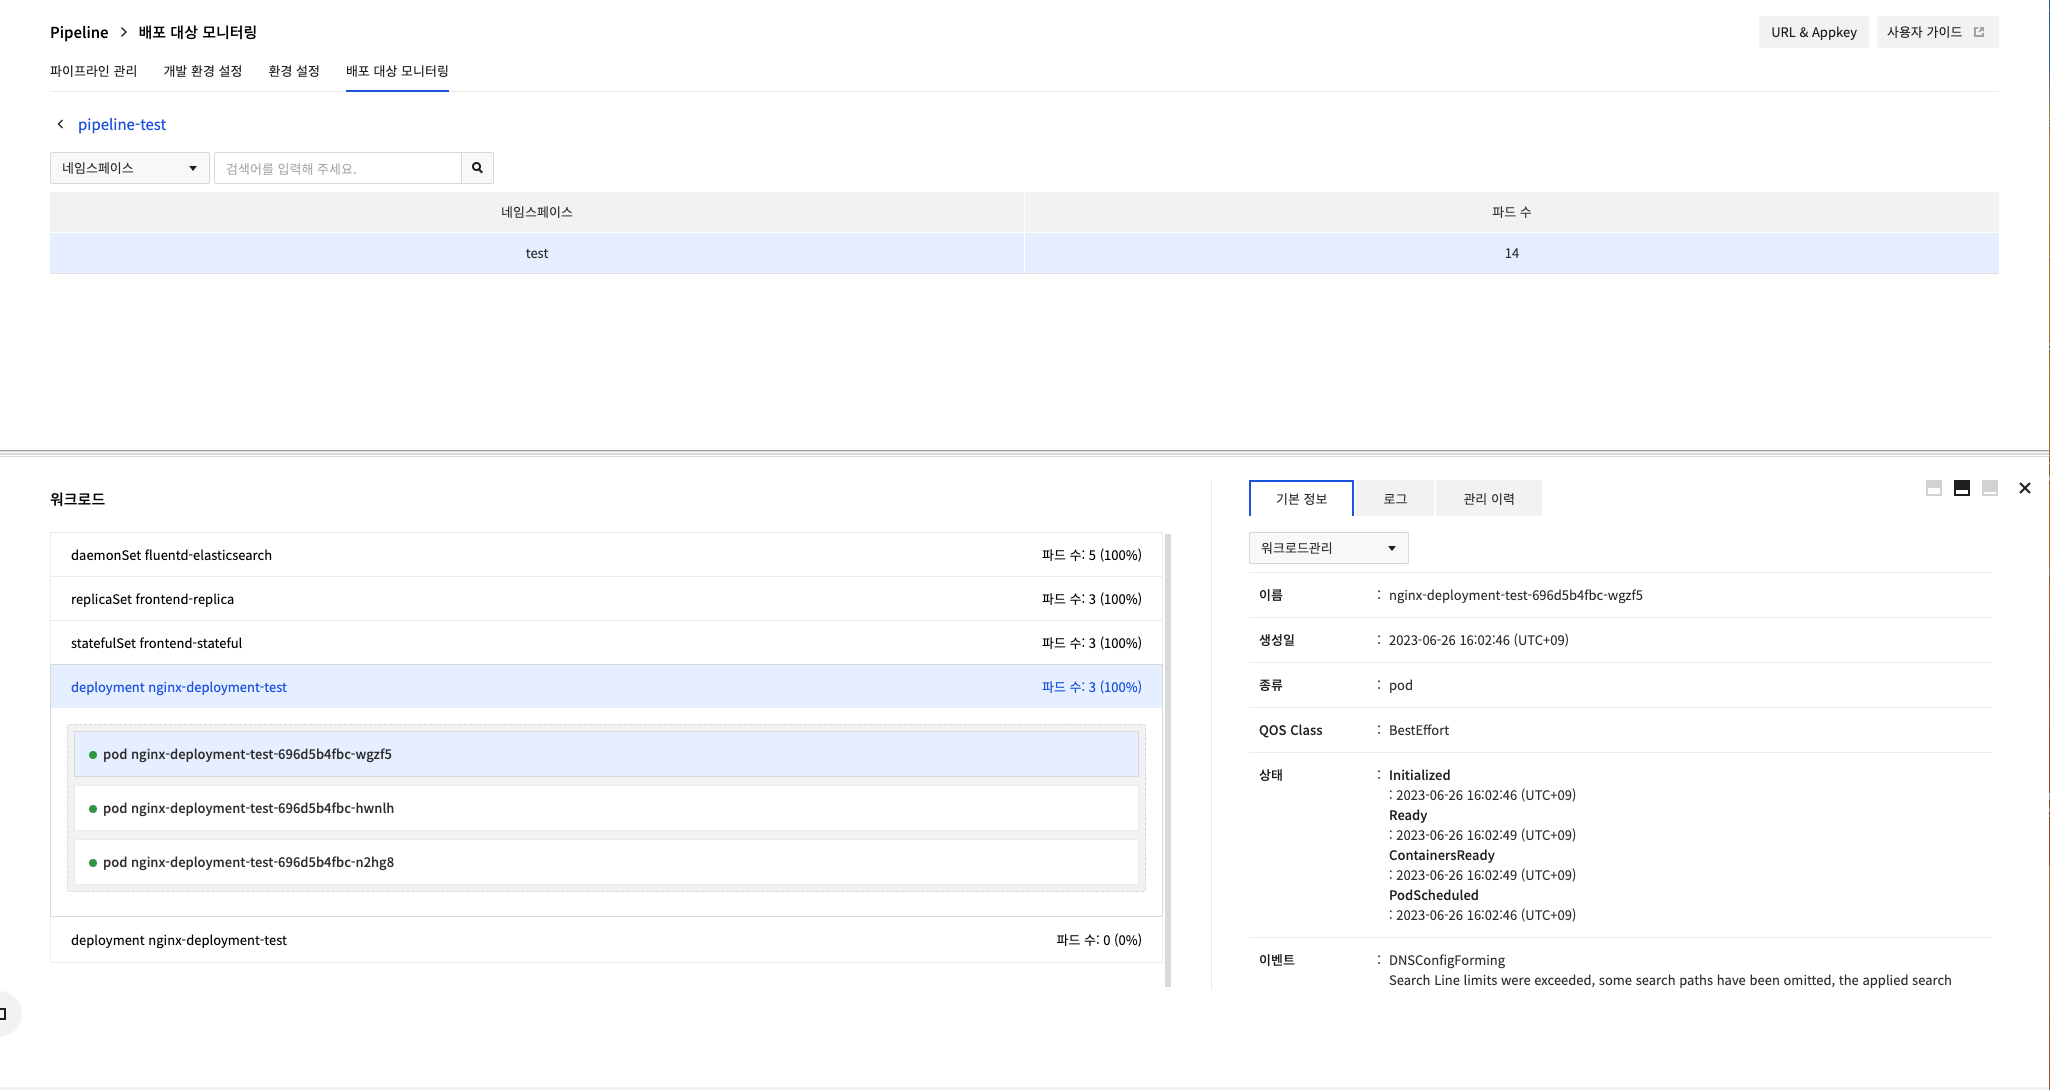 Pipeline > 배포 대상 모니터링
URL & Appkey
사용자 가이드
파이프라인 관리
개발 환경 설정
환경 설정
배포 대상 모니터링
pipeline-test
네임스페이스
검색어를 입력해 주세요.
네임스페이스
파드 수
test
14
워크로드
daemonSet fluentd-elasticsearch
파드 수: 5 (100%)
replicaSet frontend-replica
파드 수: 3 (100%)
statefulSet frontend-stateful
파드 수: 3 (100%)
deployment nginx-deployment-test
파드 수: 3 (100%)
pod nginx-deployment-test-696d5b4fbc-wgzf5
pod nginx-deployment-test-696d5b4fbc-hwnlh
pod nginx-deployment-test-696d5b4fbc-n2hg8
deployment nginx-deployment-test
파드 수: 0 (0%)
기본 정보
로그
관리 이력
워크로드관리
이름 : nginx-deployment-test-696d5b4fbc-wgzf5
생성일 : 2023-06-26 16:02:46 (UTC+09)
종류 : pod
QOS Class : BestEffort
상태 : Initialized
: 2023-06-26 16:02:46 (UTC+09)
Ready
: 2023-06-26 16:02:49 (UTC+09)
ContainersReady
: 2023-06-26 16:02:49 (UTC+09)
PodScheduled
: 2023-06-26 16:02:46 (UTC+09)
이벤트 : DNSConfigForming
Search Line limits were exceeded, some search paths have been omitted, the applied search